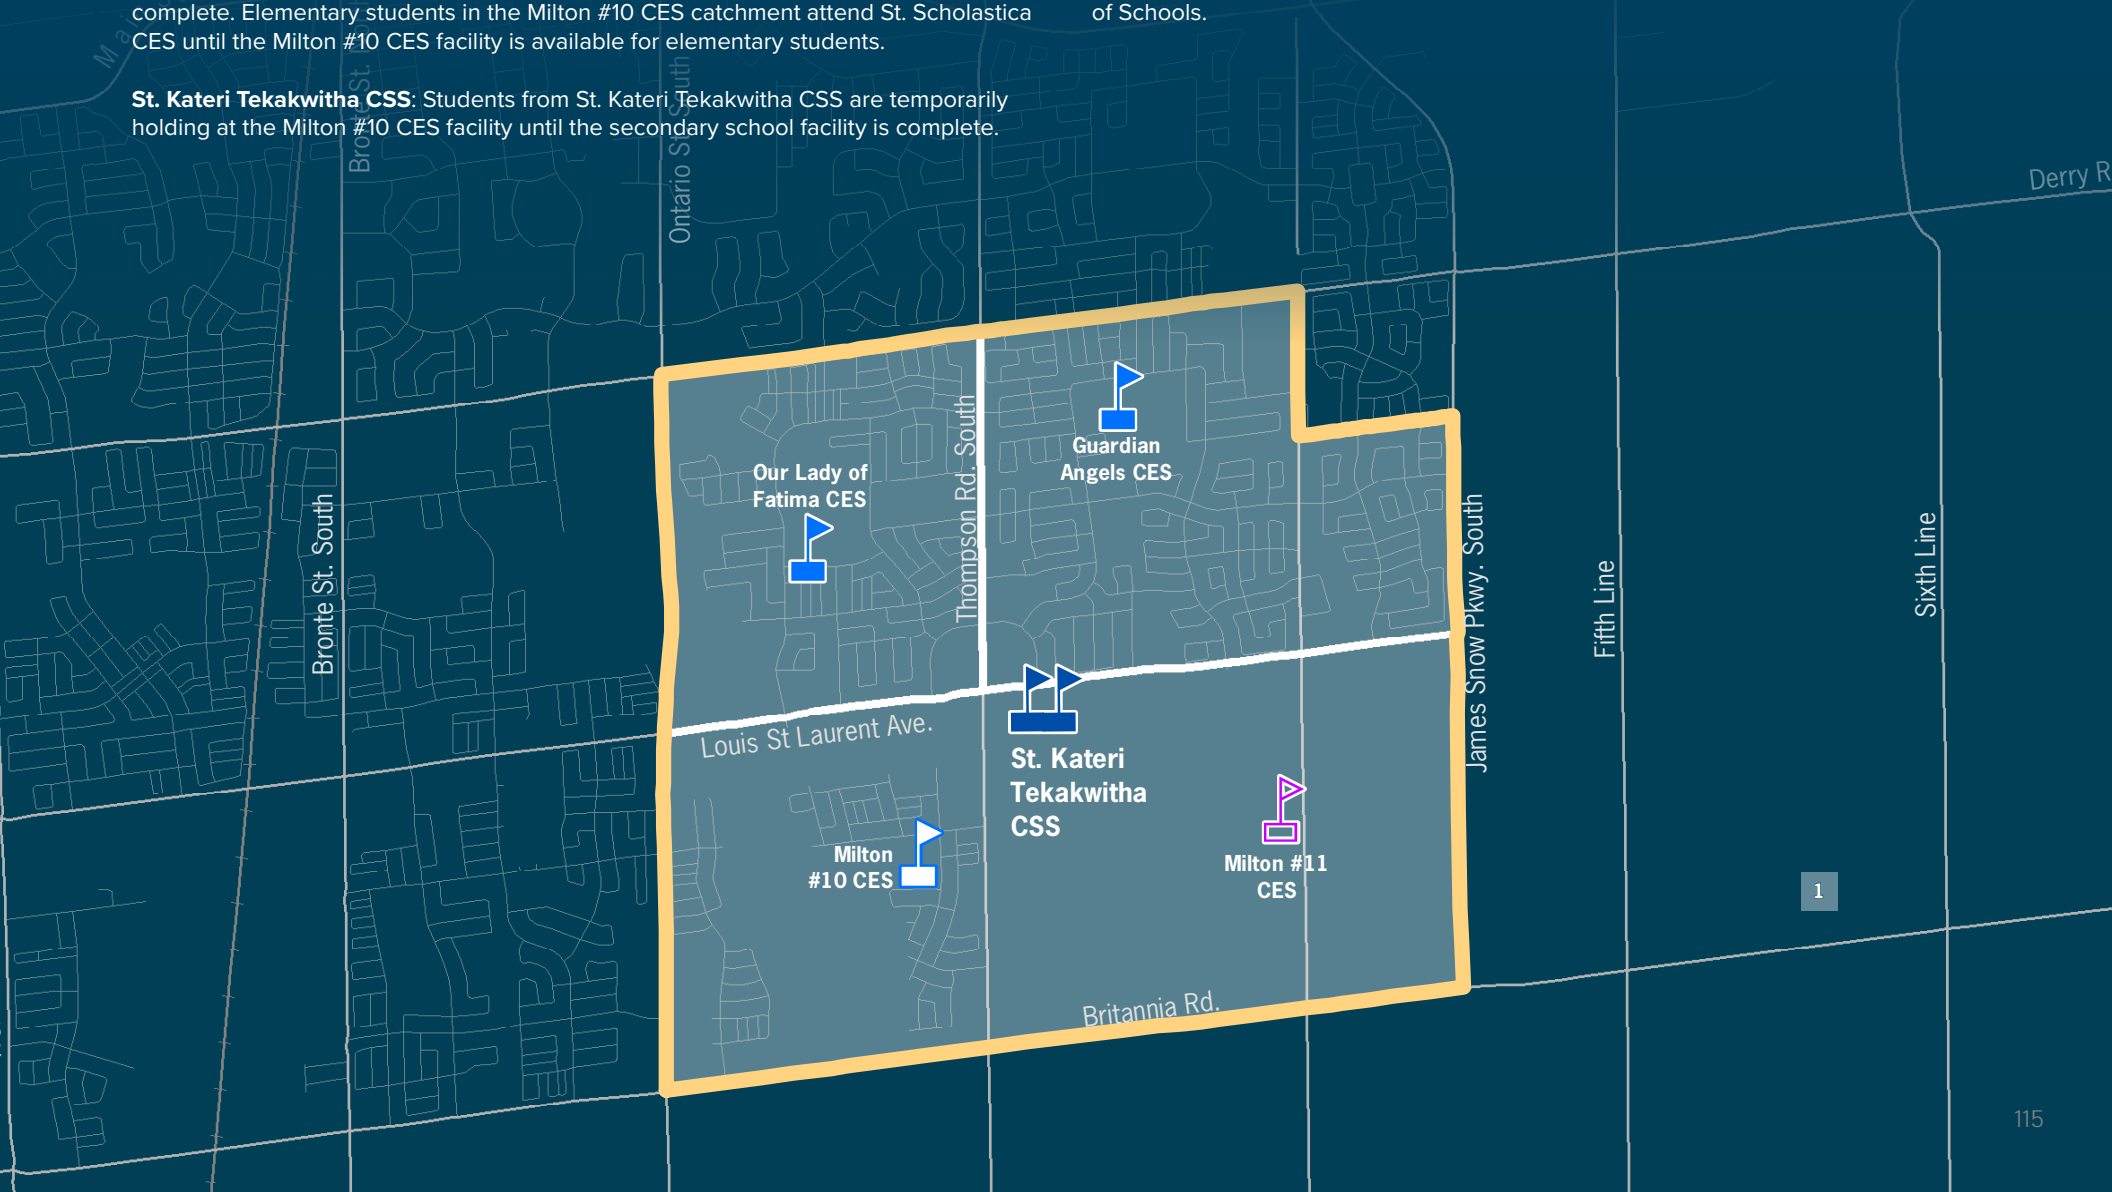 complete. Elementary students in the Milton #10 CES catchment attend St. Scholastica
CES until the Milton #10 CES facility is available for elementary students.
of Schools.
St. Kateri Tekakwitha CSS: Students from St. Kateri Tekakwitha CSS are temporarily
holding at the Milton #10 CES facility until the secondary school facility is complete.
Ontario St. South
Derry R
Thompson Rd. South
Guardian
Angels CES
Our Lady of
Fatima CES
Bronte St. South
James Snow Pkwy. South
Fifth Line
Sixth Line
Louis St Laurent Ave.
St. Kateri
Tekakwitha
CSS
Milton
#10 CES
Milton #11
CES
1
Britannia Rd.
115